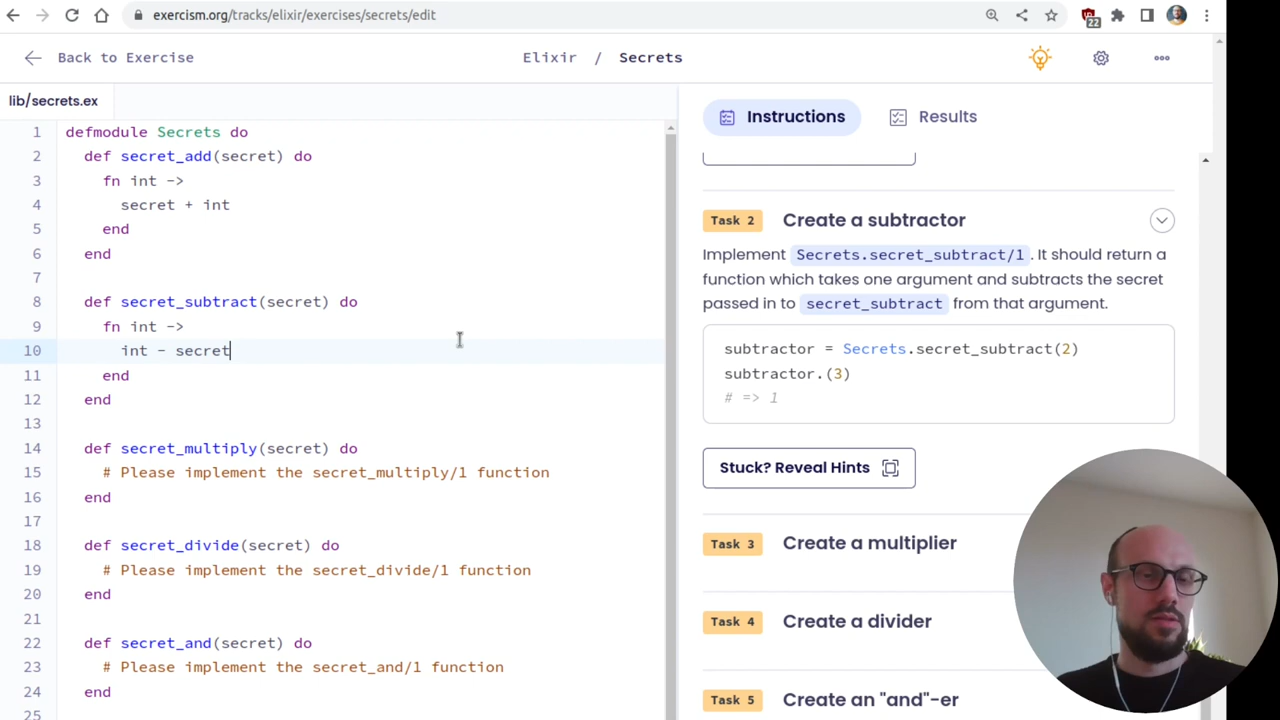 exercism.org/tracks/elixir/exercises/secrets/edit
22
Back to Exercise
Elixir / Secrets
lib/secrets.ex
Instructions
Results
1 defmodule Secrets do
2 def secret_add(secret) do
3 fn int ->
4 secret + int
5 end
6 end
7
8 def secret_subtract(secret) do
9 fn int ->
10 int - secret
11 end
12 end
13
14 def secret_multiply(secret) do
15 # Please implement the secret_multiply/1 function
16 end
17
18 def secret_divide(secret) do
19 # Please implement the secret_divide/1 function
20 end
21
22 def secret_and(secret) do
23 # Please implement the secret_and/1 function
24 end
25
Task 2 Create a subtractor
Implement Secrets.secret_subtract/1. It should return a
function which takes one argument and subtracts the secret
passed in to secret_subtract from that argument.
subtractor = Secrets.secret_subtract(2)
subtractor.(3)
# => 1
Stuck? Reveal Hints
Task 3 Create a multiplier
Task 4 Create a divider
Task 5 Create an "and"-er